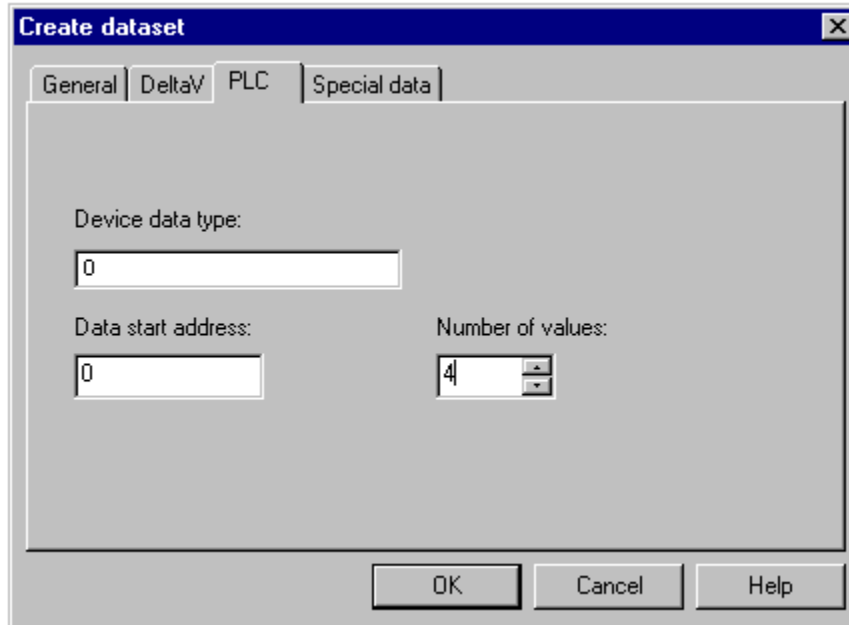 Create dataset
General DeltaV PLC Special data
Device data type:
0
Data start address: Number of values:
0 4
OK Cancel Help